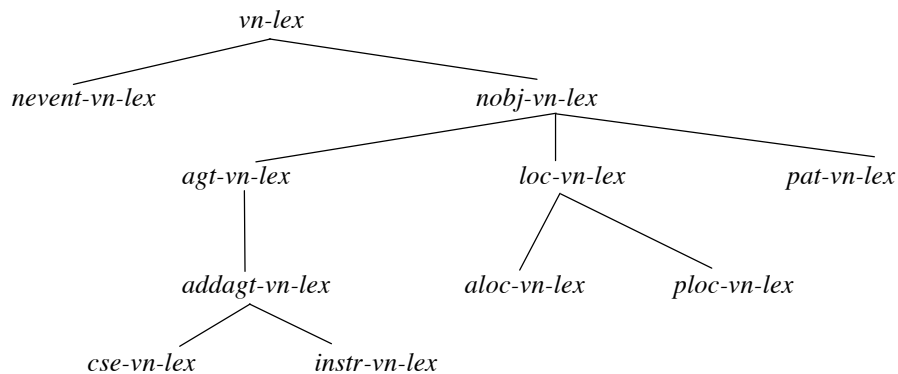 vn-lex
nevent-vn-lex nobj-vn-lex
agt-vn-lex loc-vn-lex pat-vn-lex
addagt-vn-lex aloc-vn-lex ploc-vn-lex
cse-vn-lex instr-vn-lex